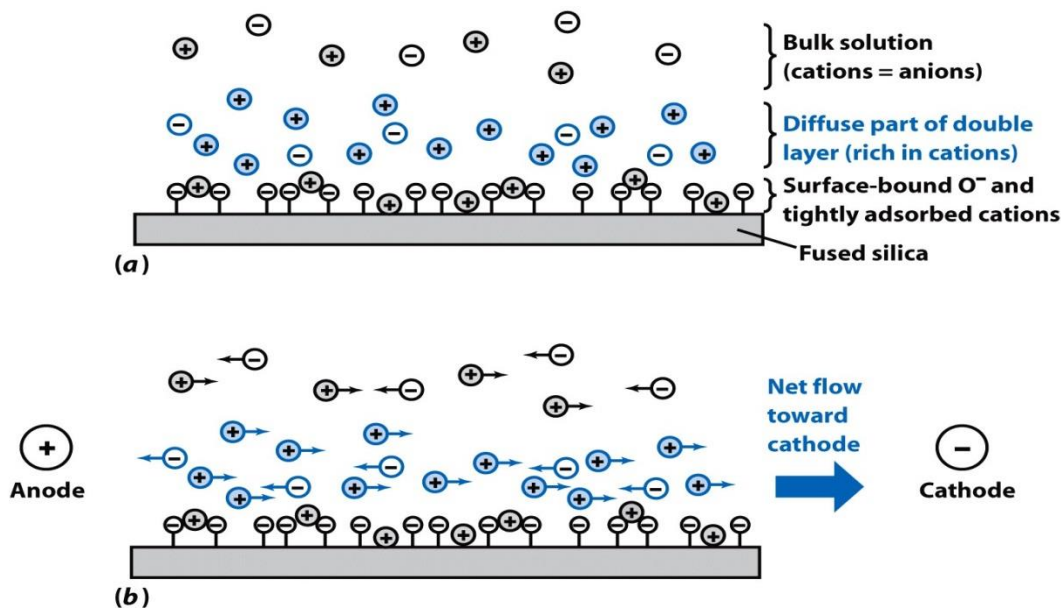 Bulk solution
(cations = anions)
Diffuse part of double
layer (rich in cations)
Surface-bound O⁻ and
tightly adsorbed cations
Fused silica
(a)
Net flow
toward
cathode
Anode
Cathode
(b)